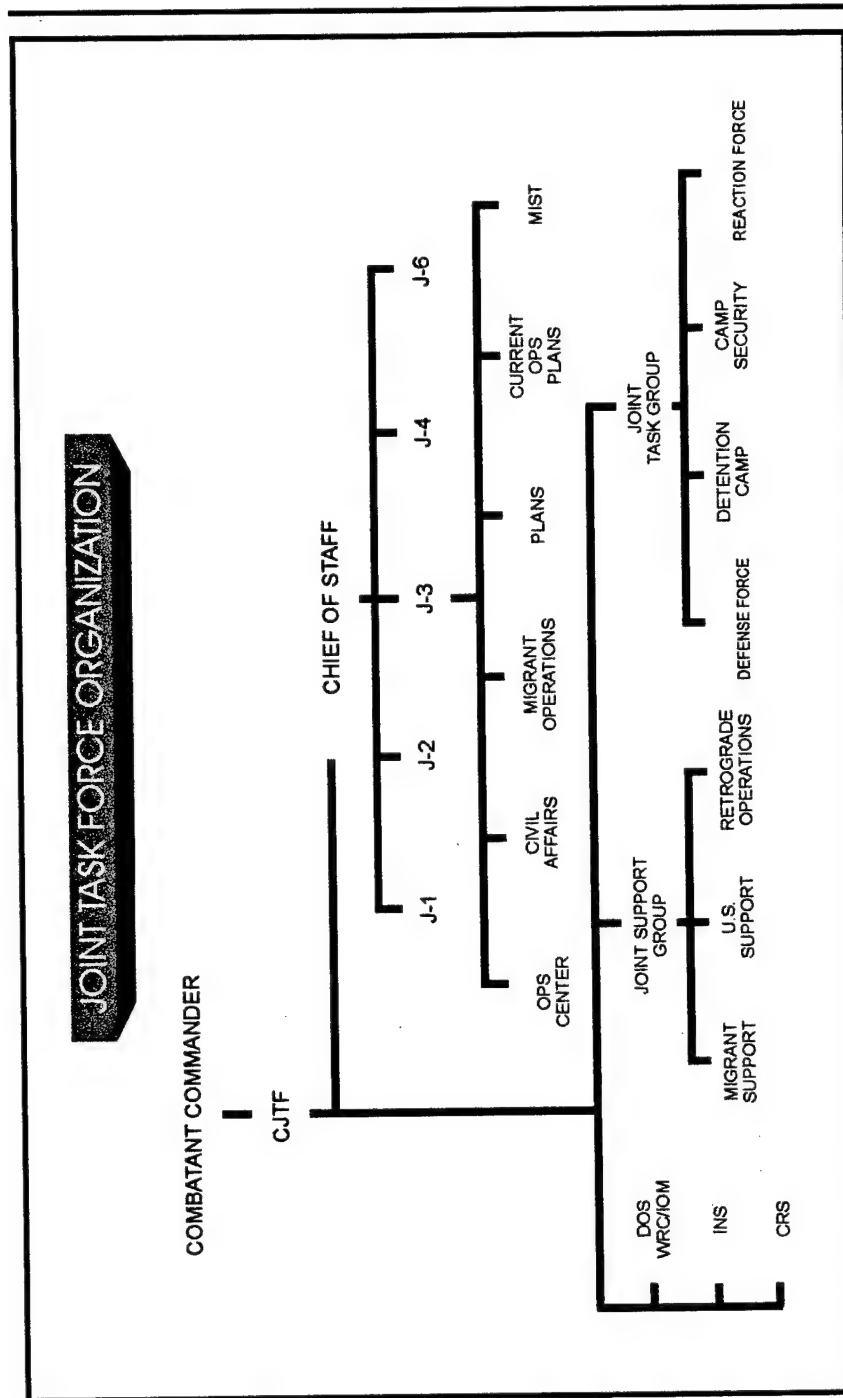 JOINT TASK FORCE ORGANIZATION
COMBATANT COMMANDER
CJTF
CHIEF OF STAFF
J-1
J-2
J-3
J-4
J-6
OPS
CENTER
CIVIL
AFFAIRS
MIGRANT
OPERATIONS
PLANS
CURRENT
OPS
PLANS
MIST
DOS
WRC/IOM
INS
CRS
JOINT SUPPORT
GROUP
MIGRANT
SUPPORT
U.S.
SUPPORT
RETROGRADE
OPERATIONS
JOINT
TASK GROUP
DEFENSE FORCE
DETENTION
CAMP
CAMP
SECURITY
REACTION FORCE